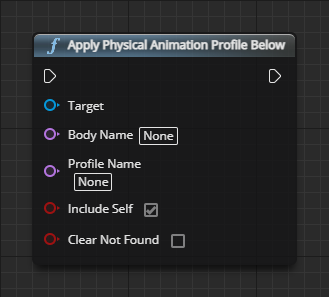 Apply Physical Animation Profile Below
Target
Body Name None
Profile Name
None
Include Self
Clear Not Found